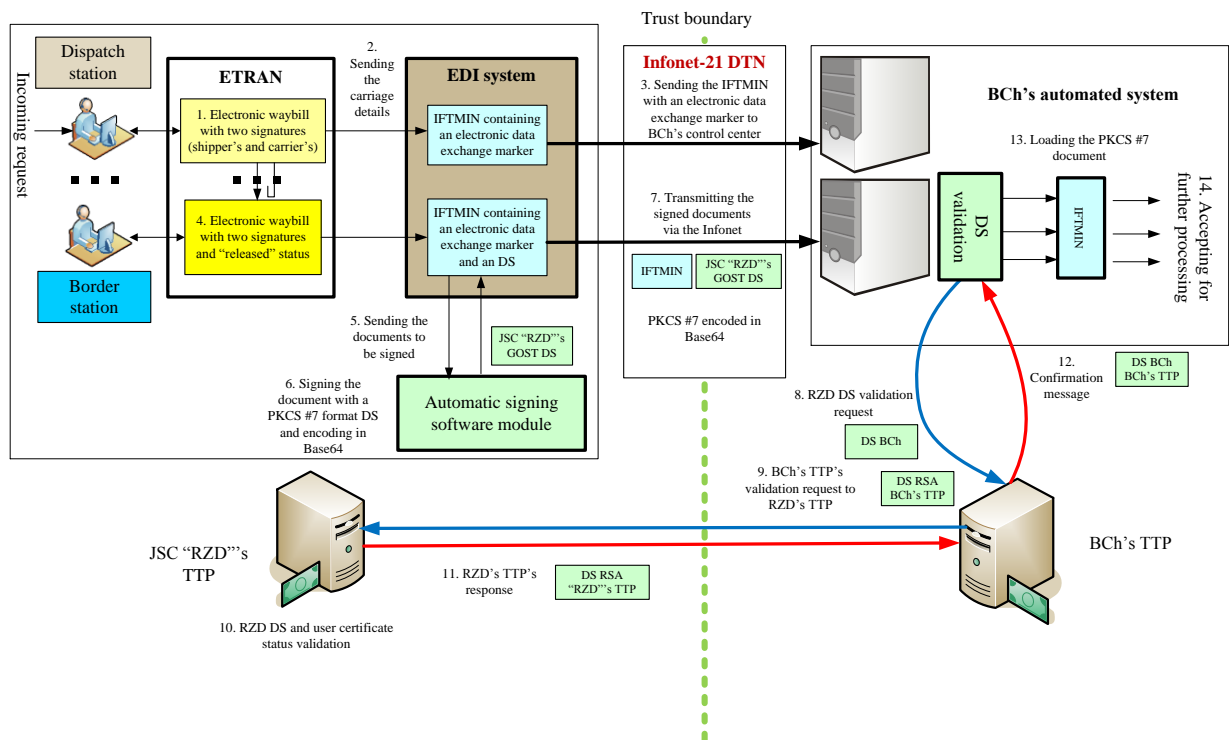 Trust boundary
Incoming request
Dispatch
station
Border
station
ETRAN
1. Electronic waybill
with two signatures
(shipper's and carrier's)
4. Electronic waybill
with two signatures
and “released” status
2.
Sending
the
carriage
details
EDI system
IFTMIN containing
an electronic data
exchange marker
IFTMIN containing
an electronic data
exchange marker
and an DS
5. Sending the
documents to
be signed
JSC “RZD”'s
GOST DS
6. Signing the
document with a
PKCS #7 format DS
and encoding in
Base64
Automatic signing
software module
Infonet-21 DTN
3. Sending the IFTMIN
with an electronic data
exchange marker to
BCh's control center
7. Transmitting the
signed documents
via the Infonet
IFTMIN
JSC “RZD”'s
GOST DS
PKCS #7 encoded in
Base64
BCh's automated system
13. Loading the PKCS #7
document
DS
validation
IFTMIN
14. Accepting for
further processing
8. RZD DS validation
request
DS BCh
12.
Confirmation
message
DS BCh
BCh's TTP
9. BCh's TTP's
validation request to
RZD's TTP
DS RSA
BCh's TTP
JSC “RZD”'s
TTP
BCh's TTP
11. RZD's TTP's
response
DS RSA
“RZD”'s TTP
10. RZD DS and user certificate
status validation